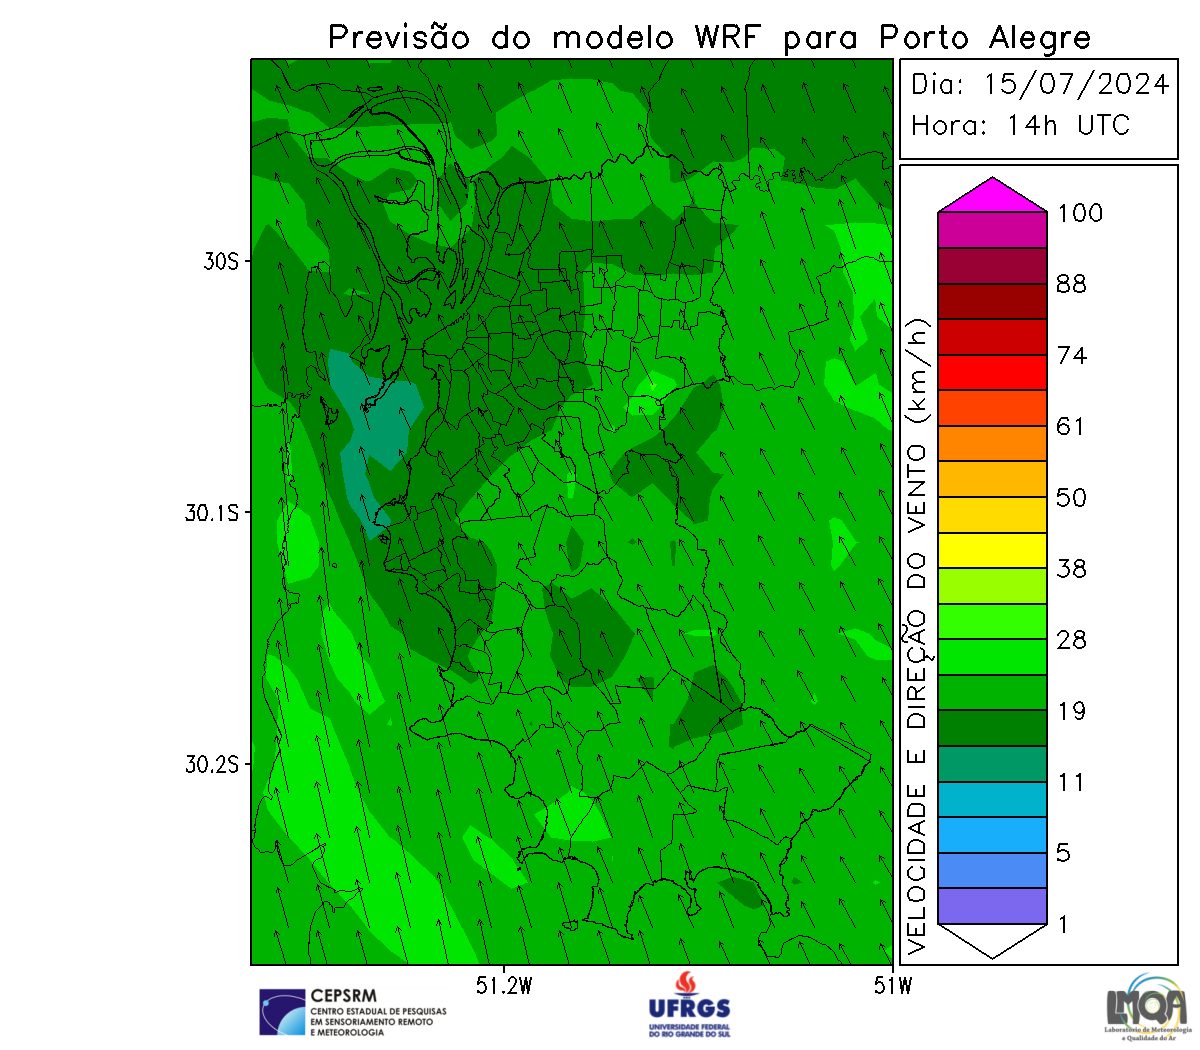 Previsão do modelo WRF para Porto Alegre
Dia: 15/07/2024
Hora: 14h UTC
30S
30.1S
30.2S
51.2W
51W
VELOCIDADE E DIREÇÃO DO VENTO (km/h)
100
88
74
61
50
38
28
19
11
5
1
CEPSRM
CENTRO ESTADUAL DE PESQUISAS
EM SENSORIAMENTO REMOTO
E METEOROLOGIA
UFRGS
UNIVERSIDADE FEDERAL
DO RIO GRANDE DO SUL
LMQA
Laboratório de Meteorologia
e Qualidade do Ar